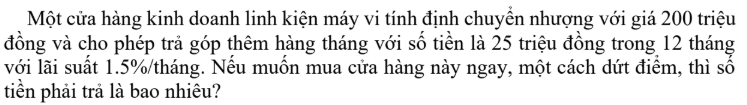 Một cửa hàng kinh doanh linh kiện máy vi tính định chuyển nhượng với giá 200 triệu
đồng và cho phép trả góp thêm hàng tháng với số tiền là 25 triệu đồng trong 12 tháng
với lãi suất 1.5%/tháng. Nếu muốn mua cửa hàng này ngay, một cách dứt điểm, thì số
tiền phải trả là bao nhiêu?